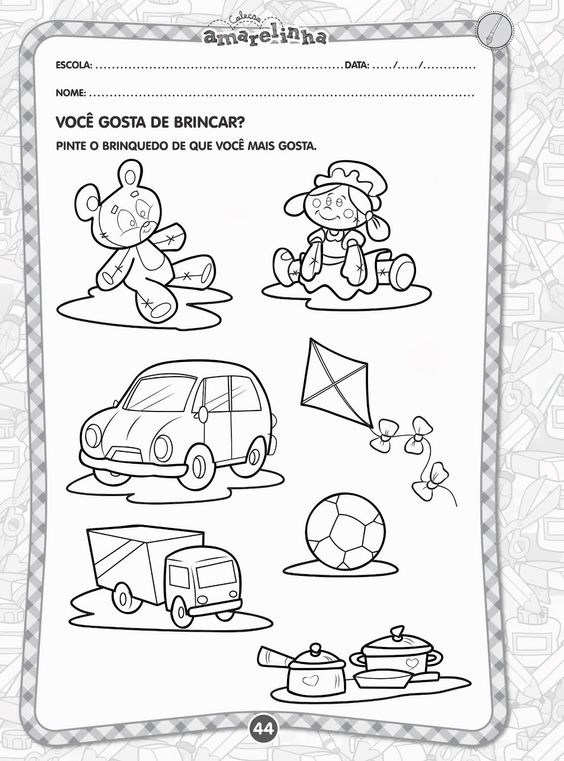 Coleção
amarelinha
ESCOLA: ................................................................ DATA: ...../...../............
NOME: ....................................................................................................
VOCÊ GOSTA DE BRINCAR?
PINTE O BRINQUEDO DE QUE VOCÊ MAIS GOSTA.
44